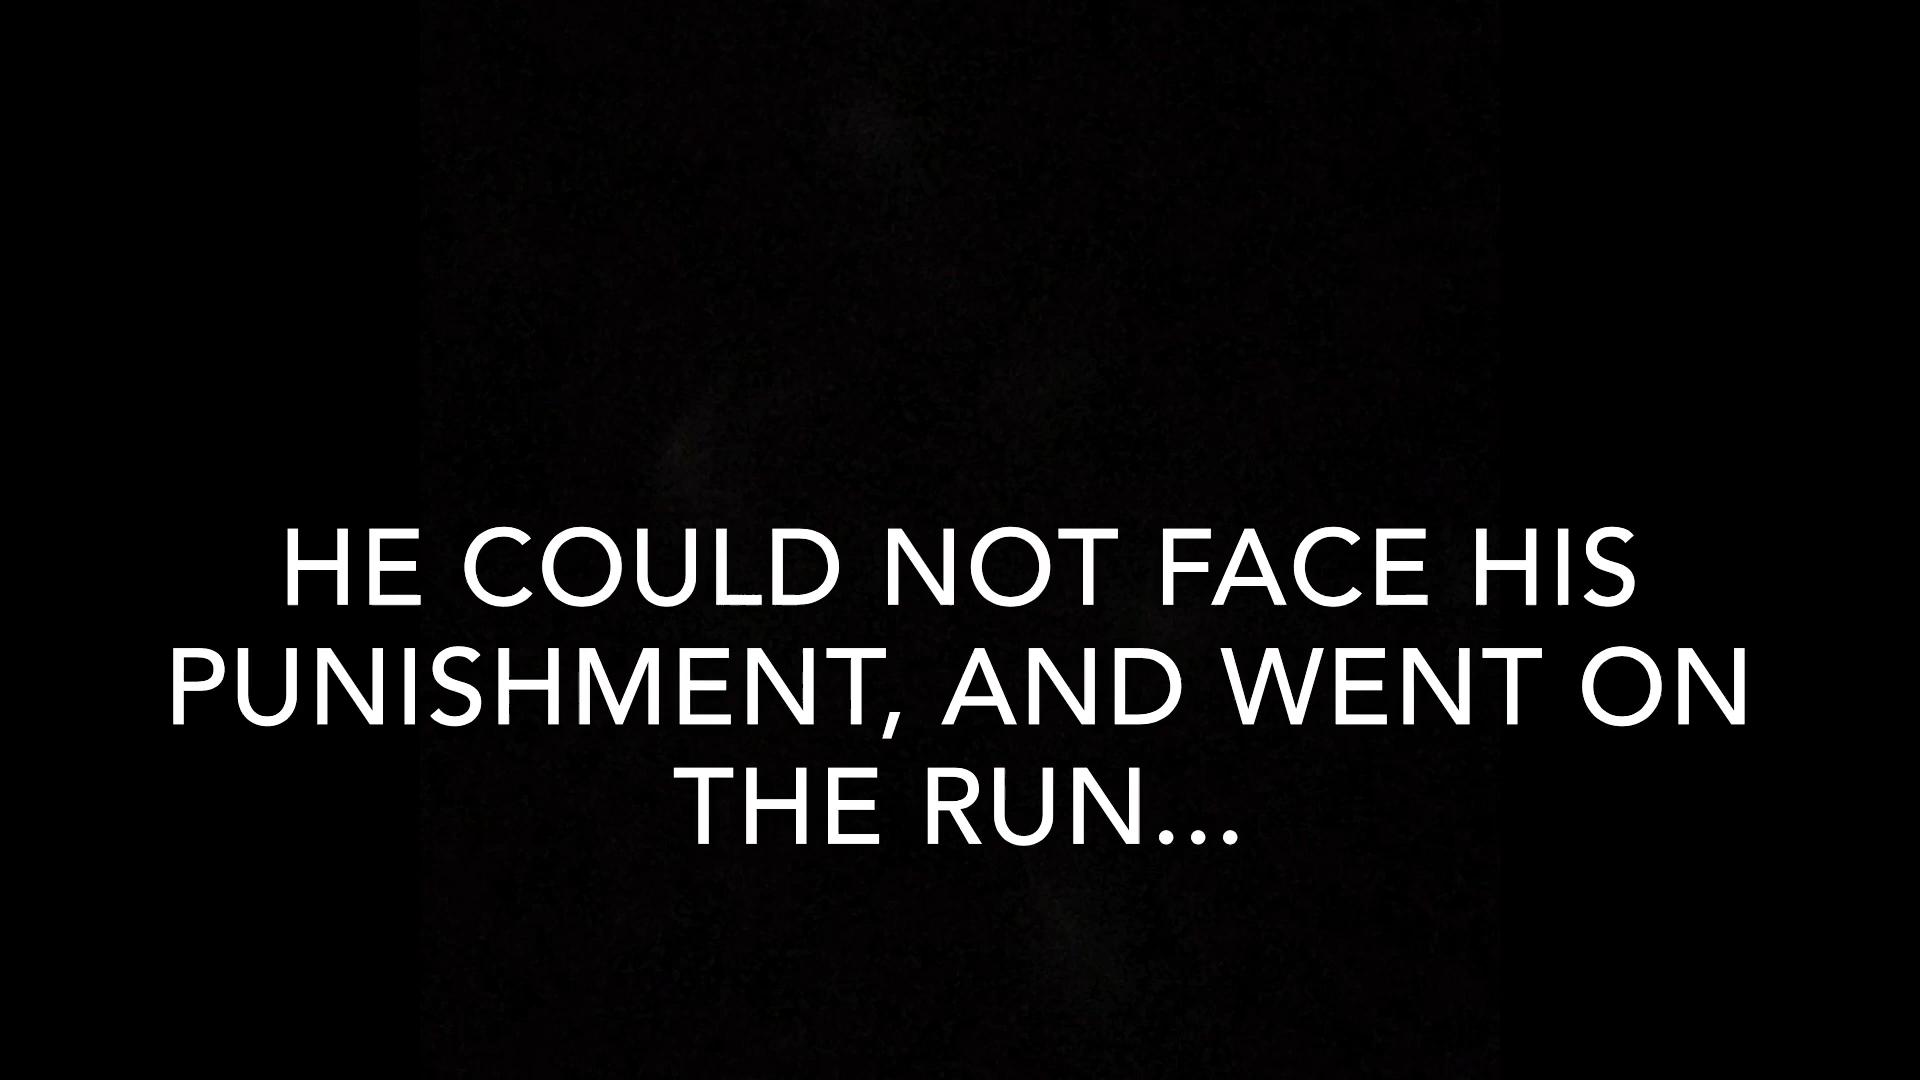 HE COULD NOT FACE HIS
PUNISHMENT, AND WENT ON
THE RUN...